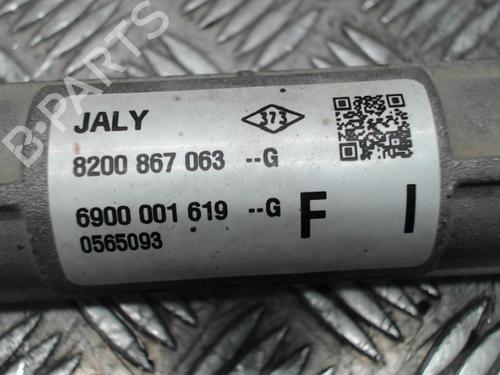 B-PARTS
JALY
373
8200 867 063 --G
6900 001 619 --G
F I
0565093